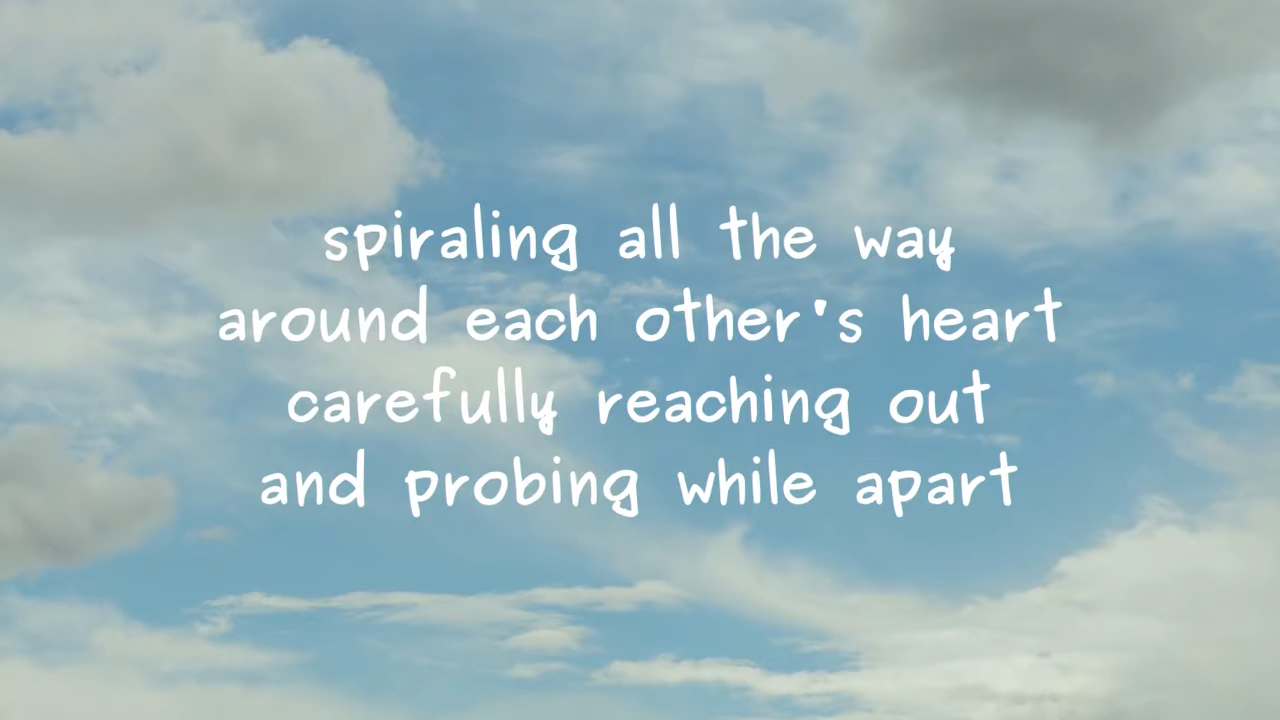 spiraling all the way
around each other's heart
carefully reaching out
and probing while apart